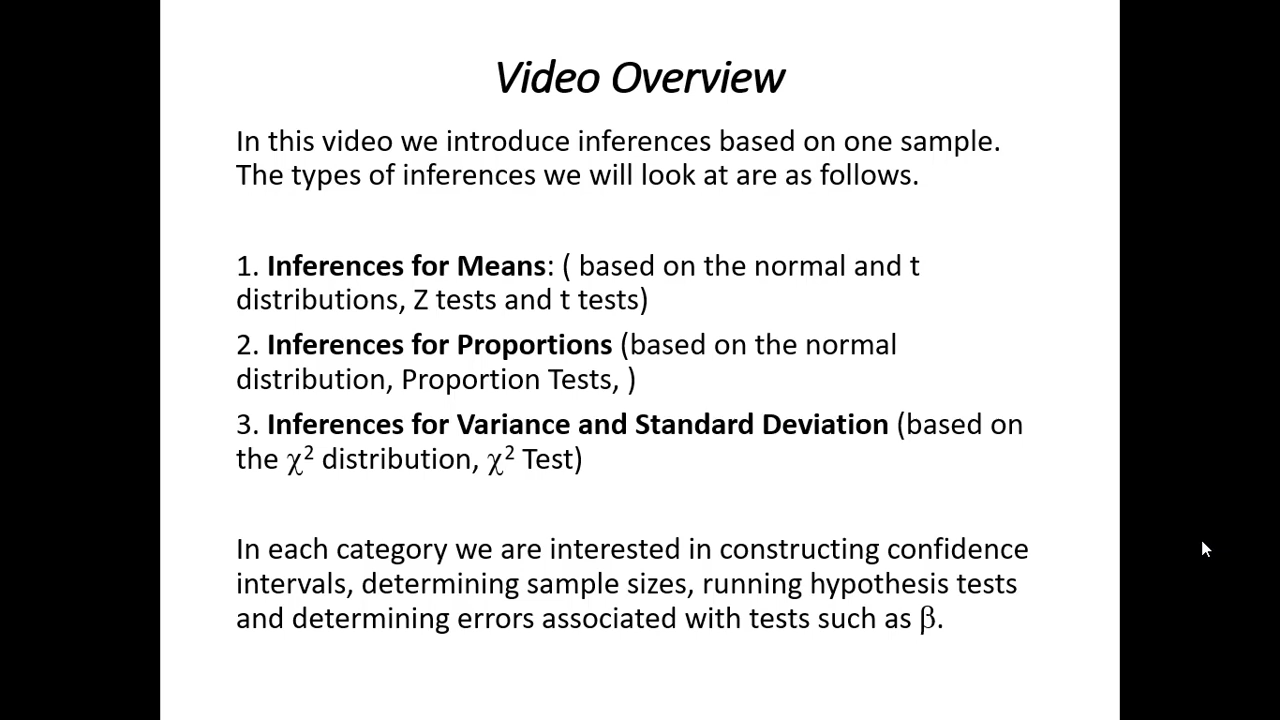 Video Overview
In this video we introduce inferences based on one sample.
The types of inferences we will look at are as follows.
1. Inferences for Means: ( based on the normal and t
distributions, Z tests and t tests)
2. Inferences for Proportions (based on the normal
distribution, Proportion Tests, )
3. Inferences for Variance and Standard Deviation (based on
the χ² distribution, χ² Test)
In each category we are interested in constructing confidence
intervals, determining sample sizes, running hypothesis tests
and determining errors associated with tests such as β.